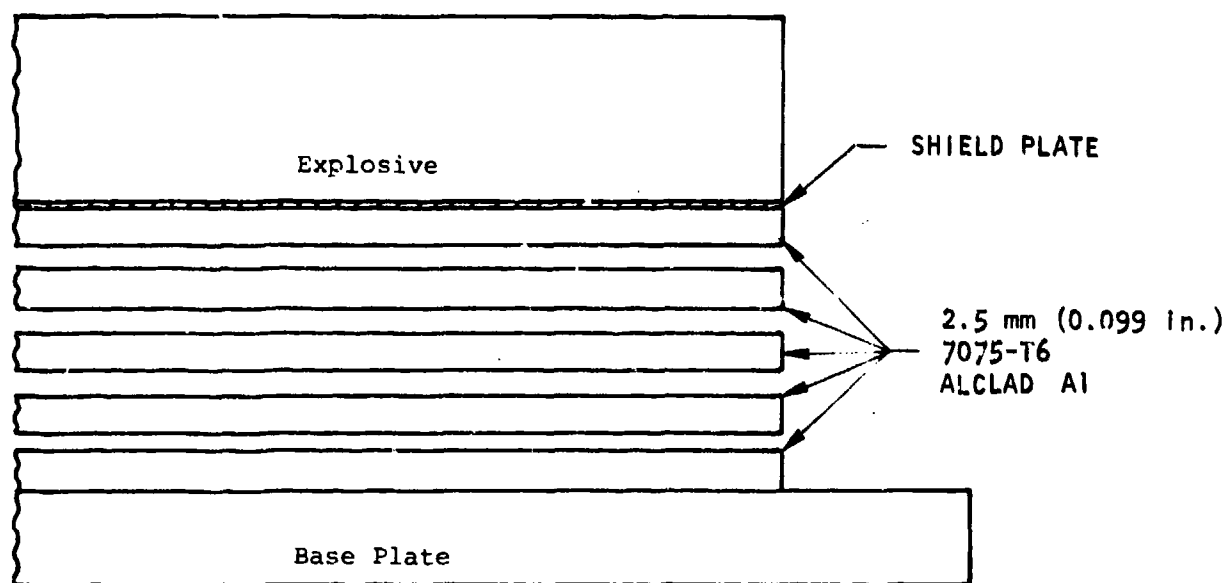 Explosive
SHIELD PLATE
2.5 mm (0.099 in.)
7075-T6
ALCLAD Al
Base Plate